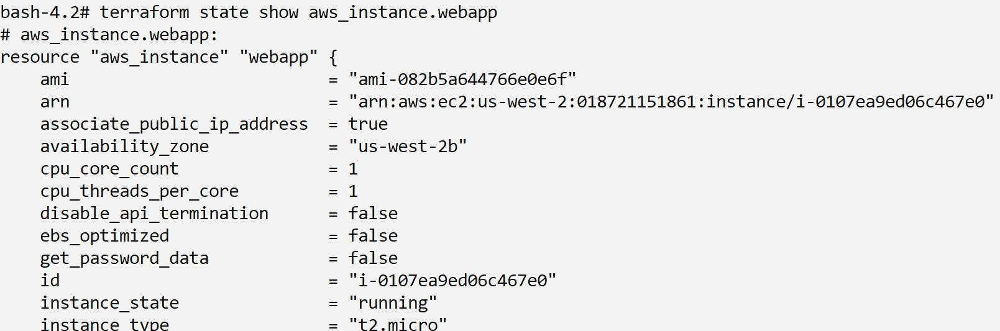 bash-4.2# terraform state show aws_instance.webapp
# aws_instance.webapp:
resource "aws_instance" "webapp" {
    ami                          = "ami-082b5a644766e0e6f"
    arn                          = "arn:aws:ec2:us-west-2:018721151861:instance/i-0107ea9ed06c467e0"
    associate_public_ip_address  = true
    availability_zone            = "us-west-2b"
    cpu_core_count               = 1
    cpu_threads_per_core         = 1
    disable_api_termination      = false
    ebs_optimized                = false
    get_password_data            = false
    id                           = "i-0107ea9ed06c467e0"
    instance_state               = "running"
    instance_type                = "t2.micro"